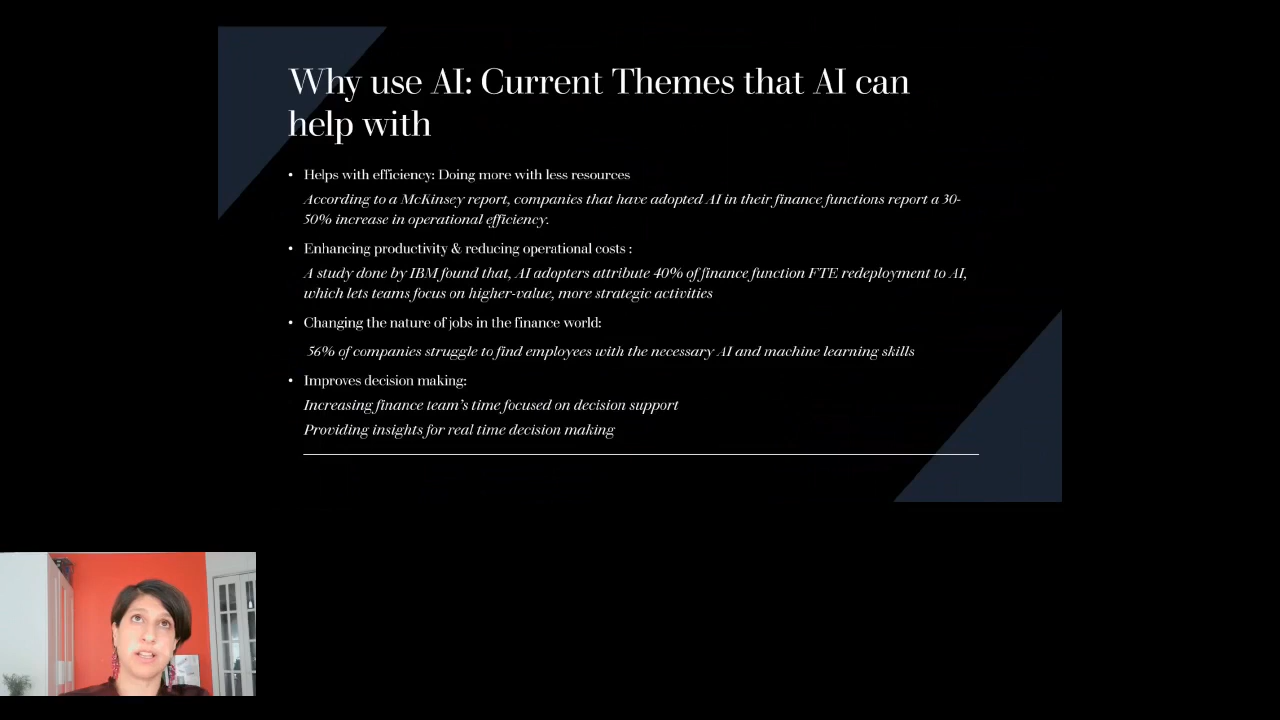 Why use AI: Current Themes that AI can
help with
• Helps with efficiency: Doing more with less resources
According to a McKinsey report, companies that have adopted AI in their finance functions report a 30-
50% increase in operational efficiency.
• Enhancing productivity & reducing operational costs :
A study done by IBM found that, AI adopters attribute 40% of finance function FTE redeployment to AI,
which lets teams focus on higher-value, more strategic activities
• Changing the nature of jobs in the finance world:
56% of companies struggle to find employees with the necessary AI and machine learning skills
• Improves decision making:
Increasing finance team's time focused on decision support
Providing insights for real time decision making